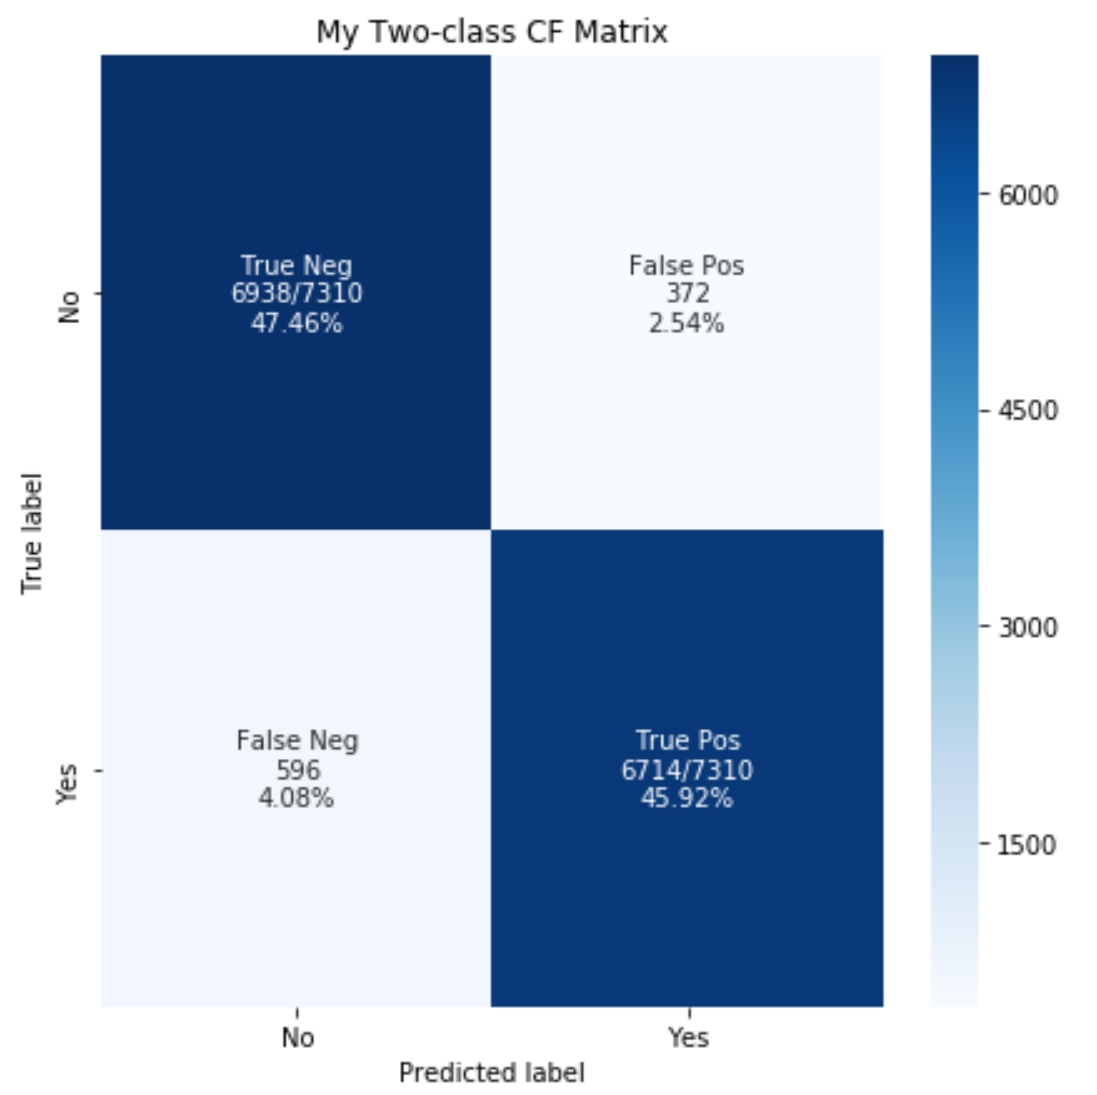 My Two-class CF Matrix
True Neg
6938/7310
47.46%
False Pos
372
2.54%
False Neg
596
4.08%
True Pos
6714/7310
45.92%
No
Yes
True label
No
Yes
Predicted label
6000
4500
3000
1500